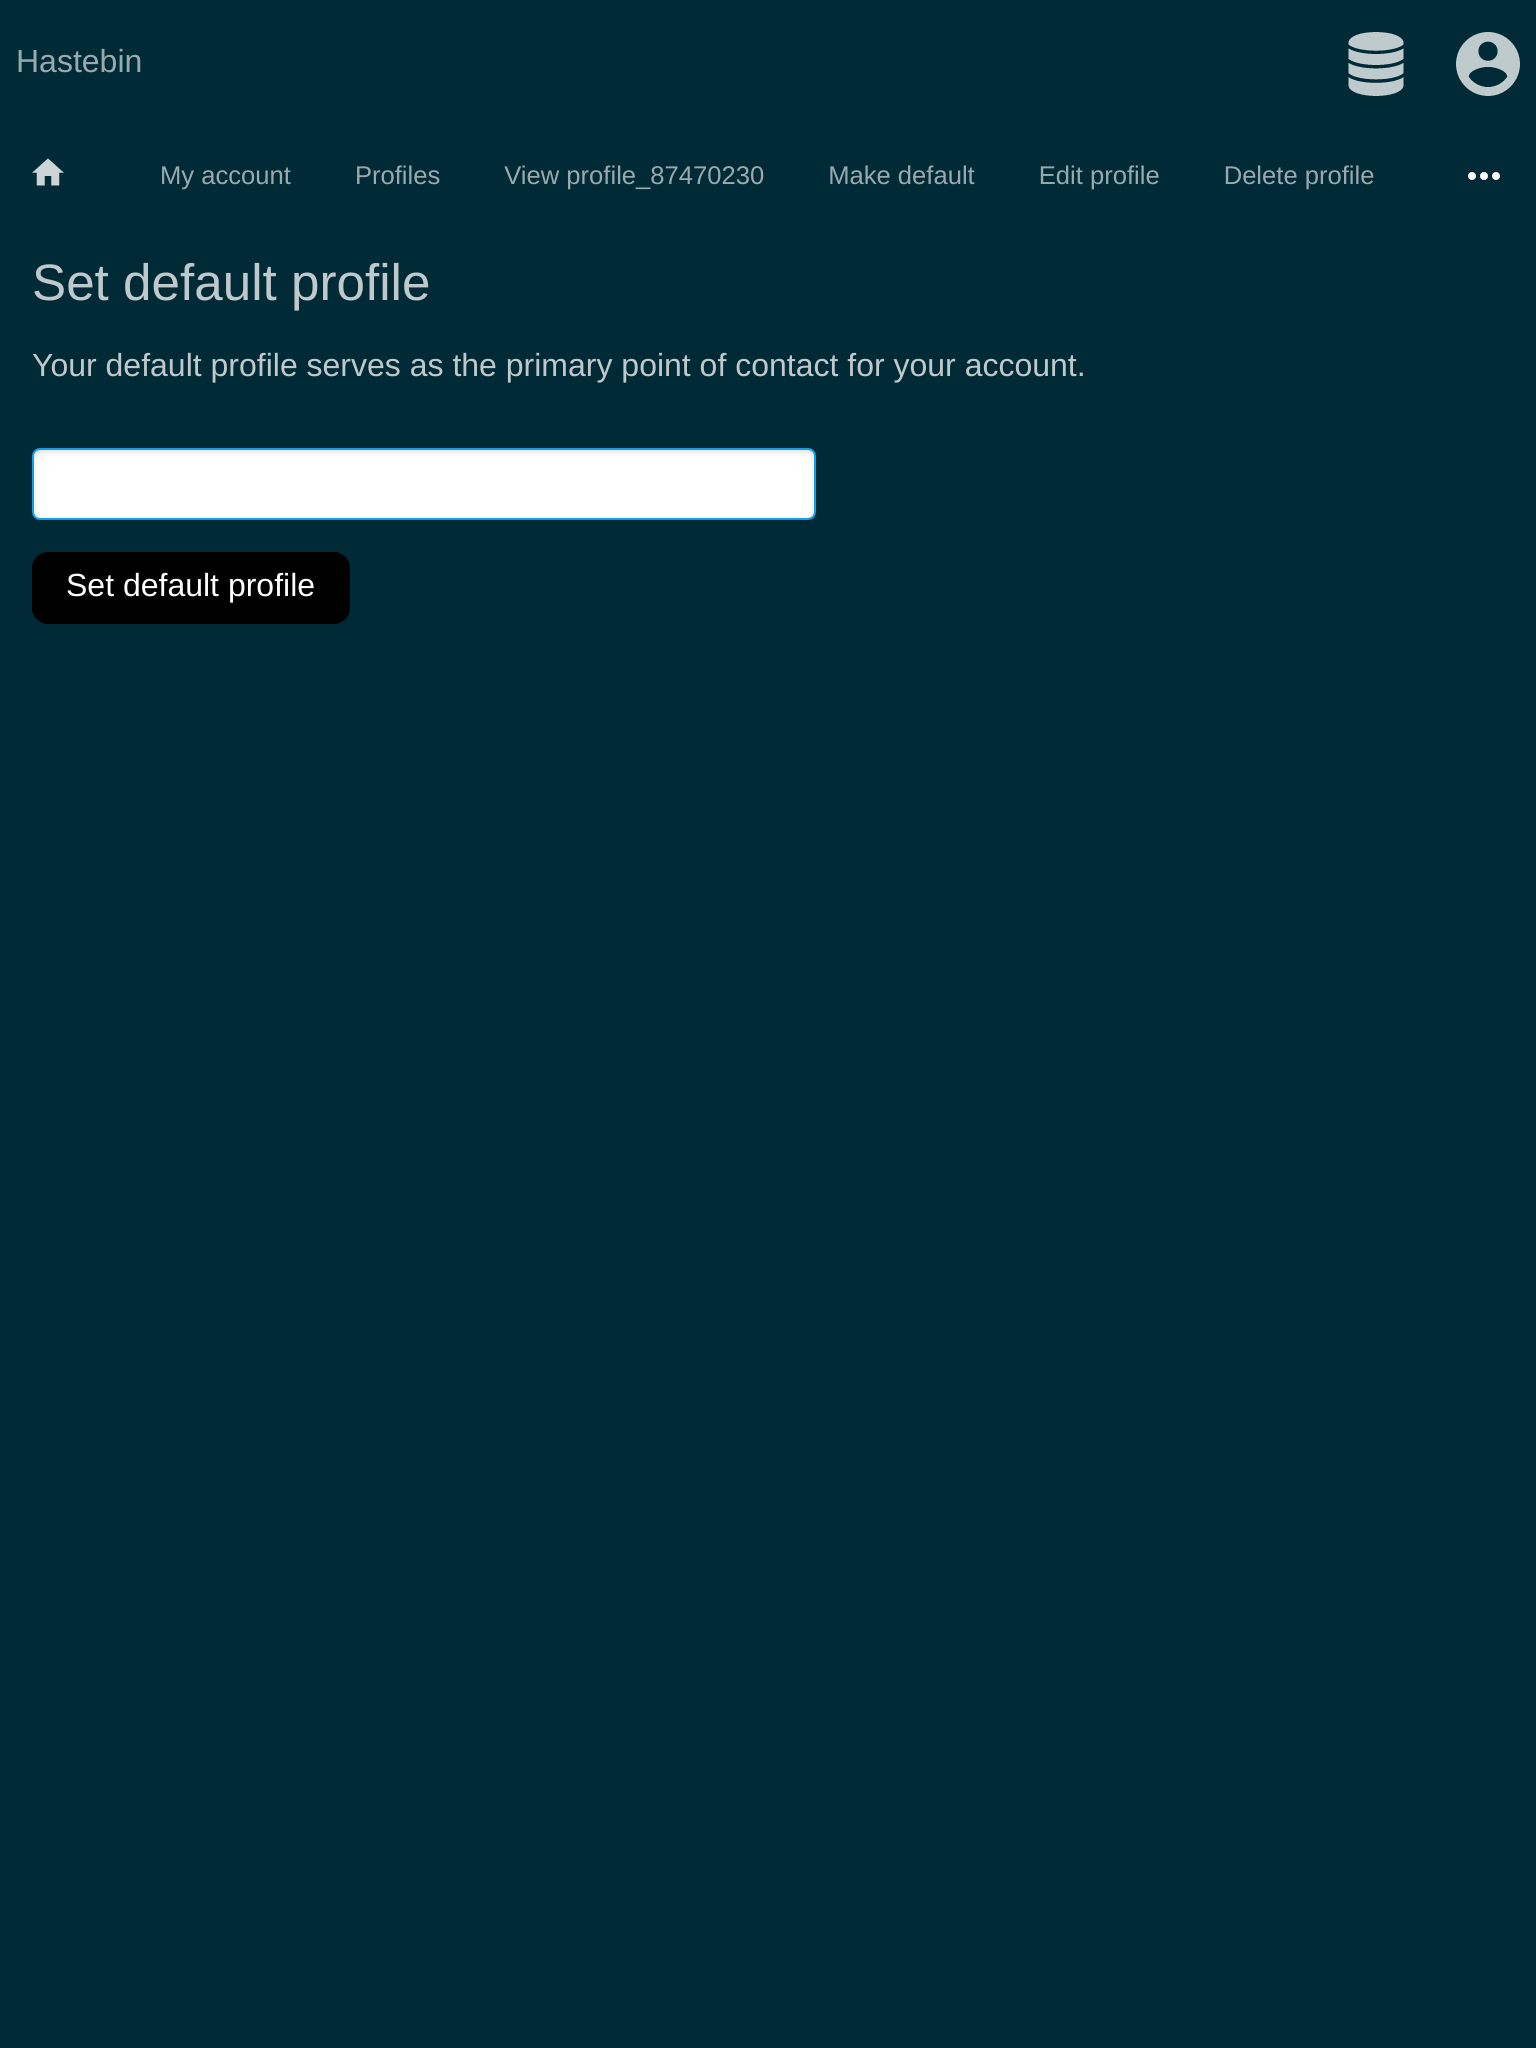 Hastebin
My account Profiles View profile_87470230 Make default Edit profile Delete profile
Set default profile
Your default profile serves as the primary point of contact for your account.
Set default profile